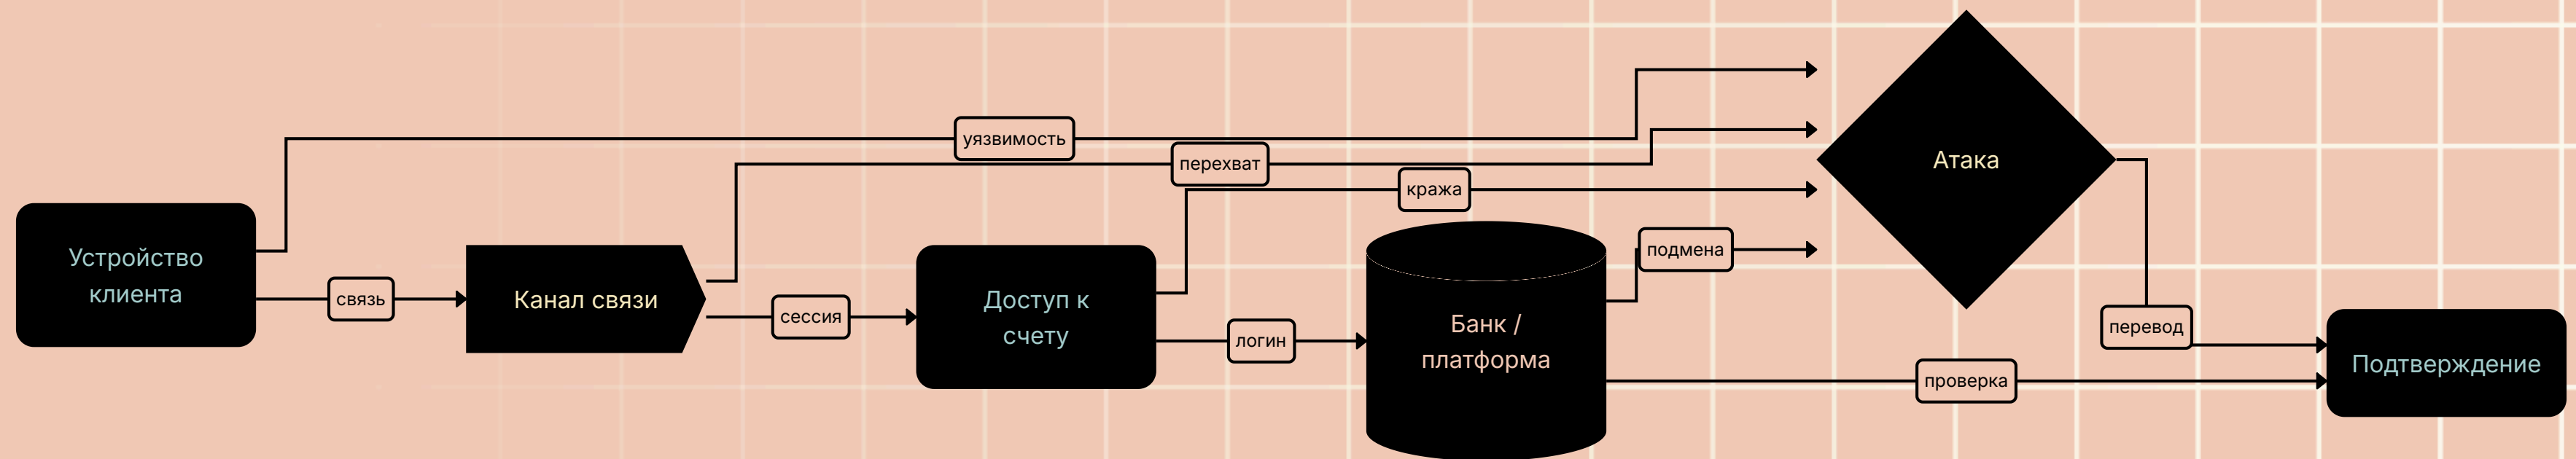 Устройство
клиента
связь
Канал связи
сессия
Доступ к
счету
логин
Банк /
платформа
уязвимость
перехват
кража
подмена
Атака
перевод
проверка
Подтверждение